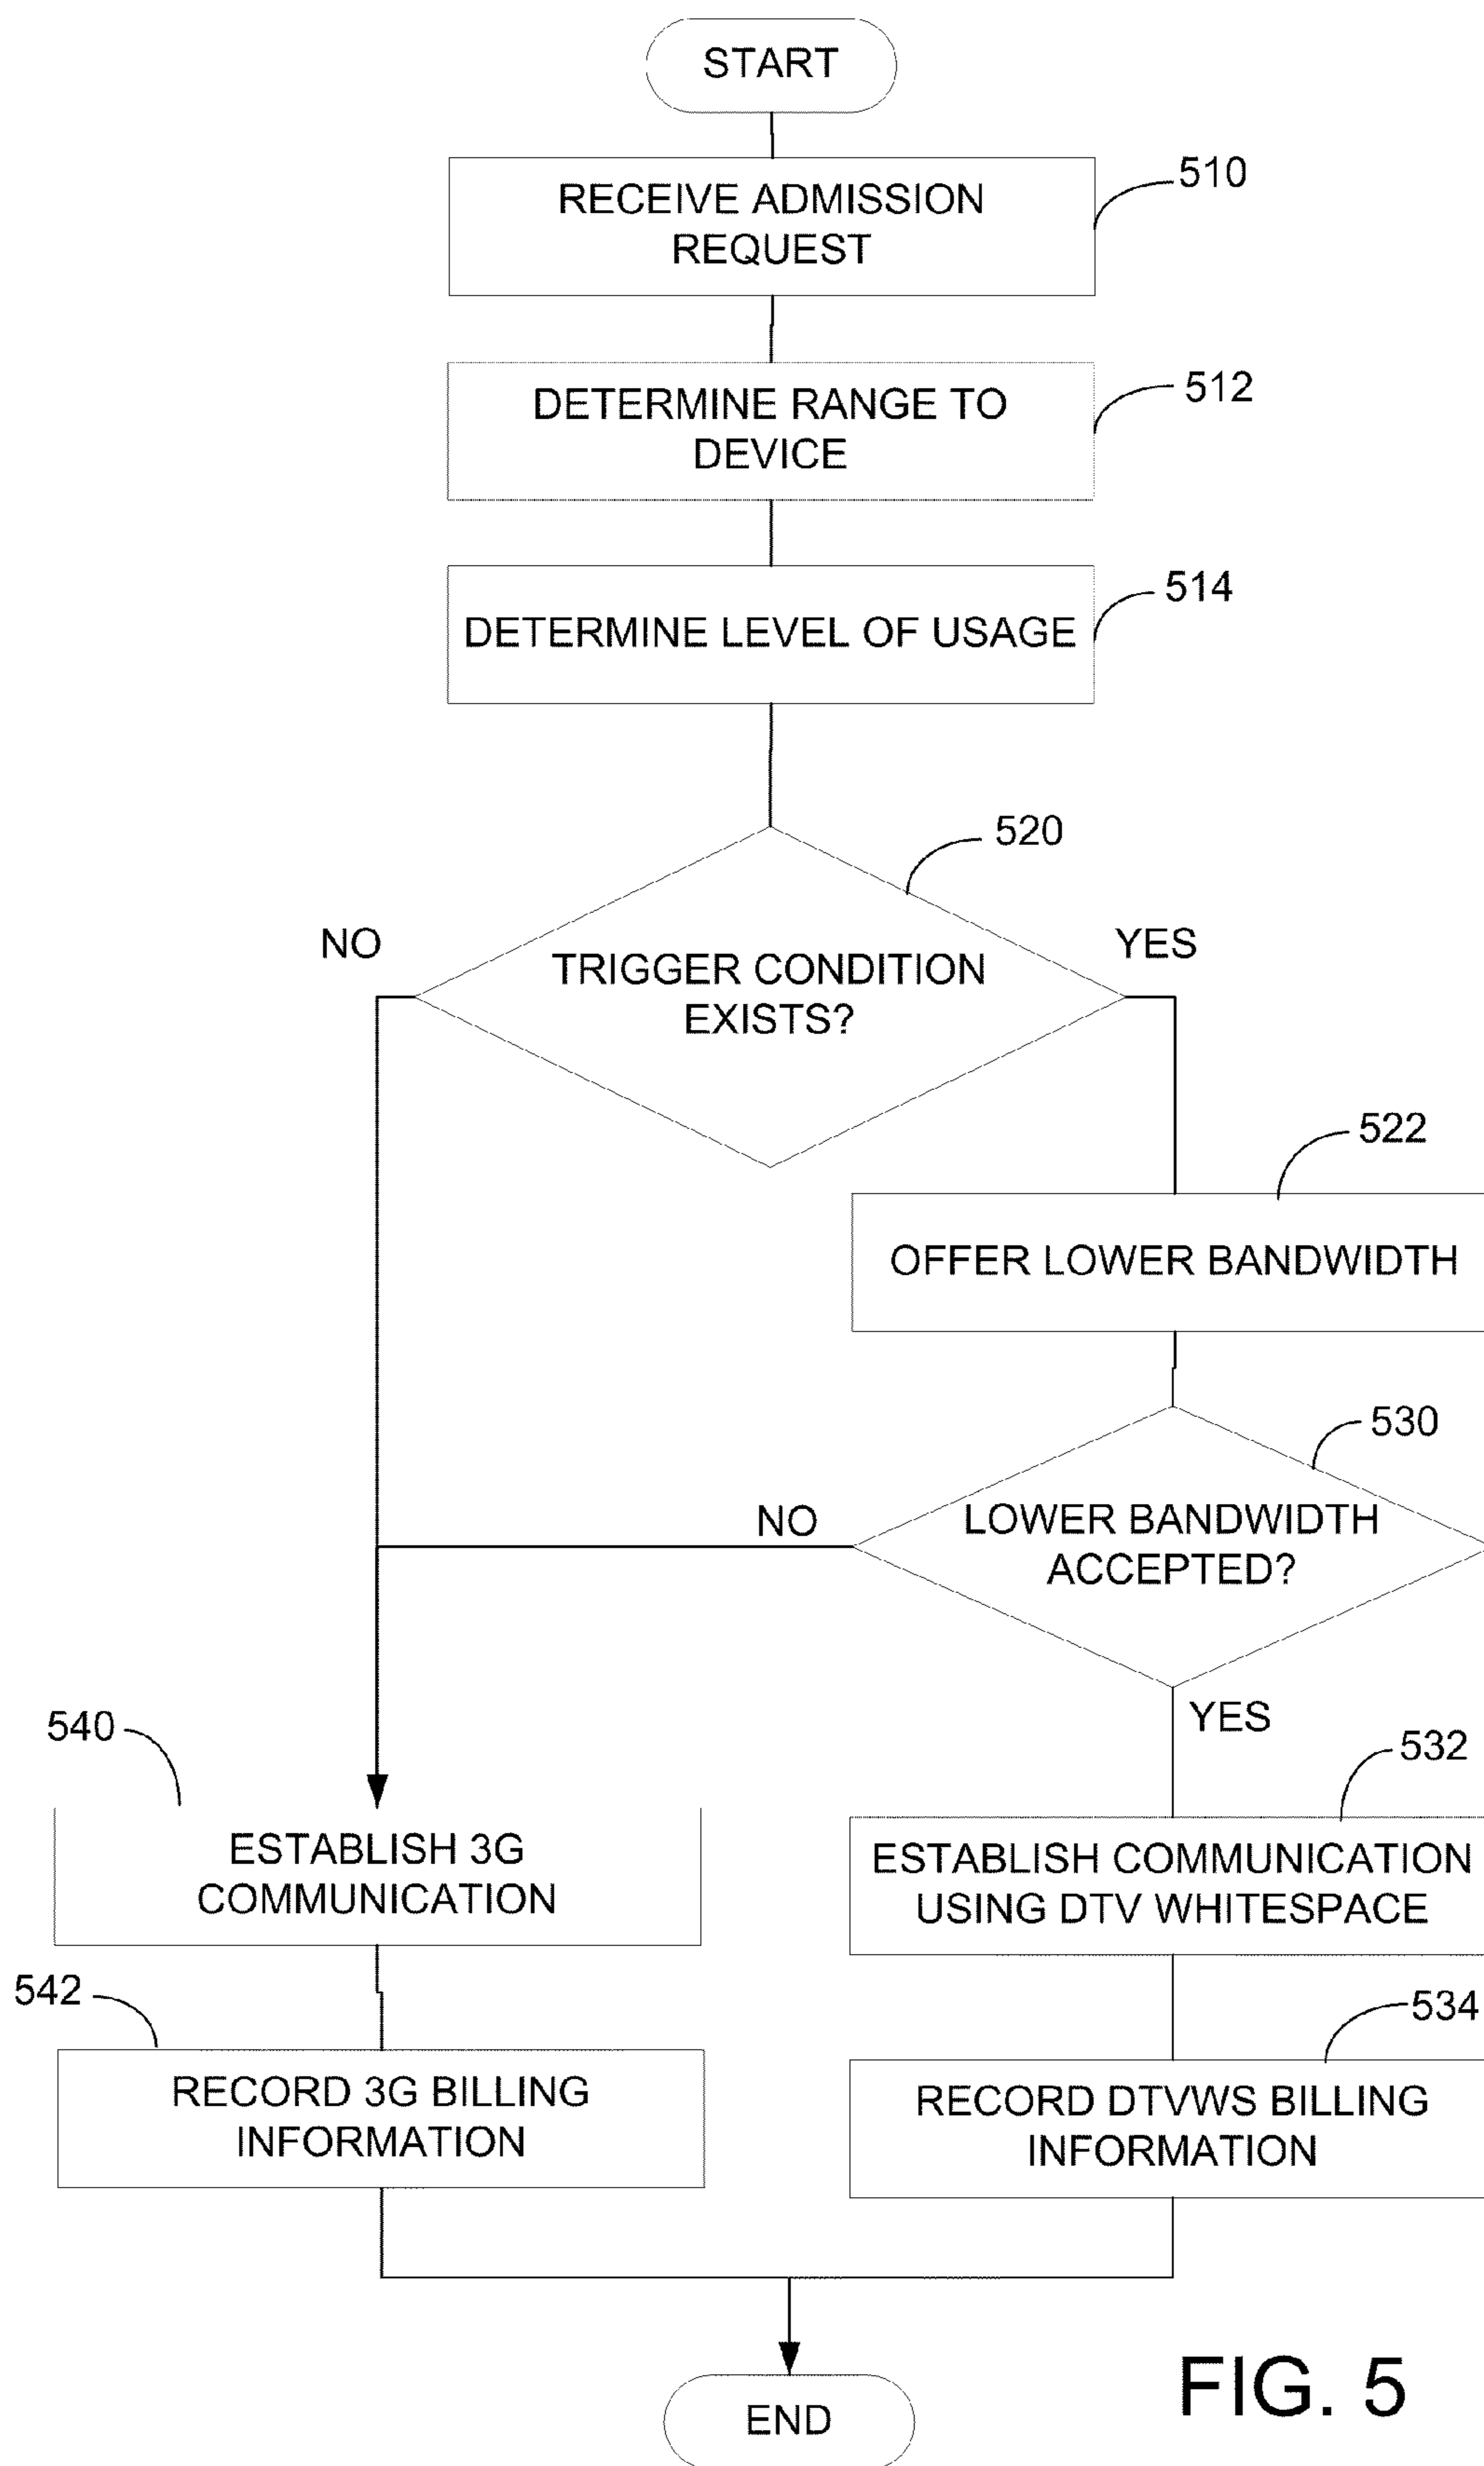 START
RECEIVE ADMISSION
REQUEST
510
DETERMINE RANGE TO
DEVICE
512
DETERMINE LEVEL OF USAGE
514
520
NO
YES
TRIGGER CONDITION
EXISTS?
522
OFFER LOWER BANDWIDTH
530
NO
LOWER BANDWIDTH
ACCEPTED?
YES
540
532
ESTABLISH 3G
COMMUNICATION
ESTABLISH COMMUNICATION
USING DTV WHITESPACE
542
534
RECORD 3G BILLING
INFORMATION
RECORD DTVWS BILLING
INFORMATION
END
FIG. 5